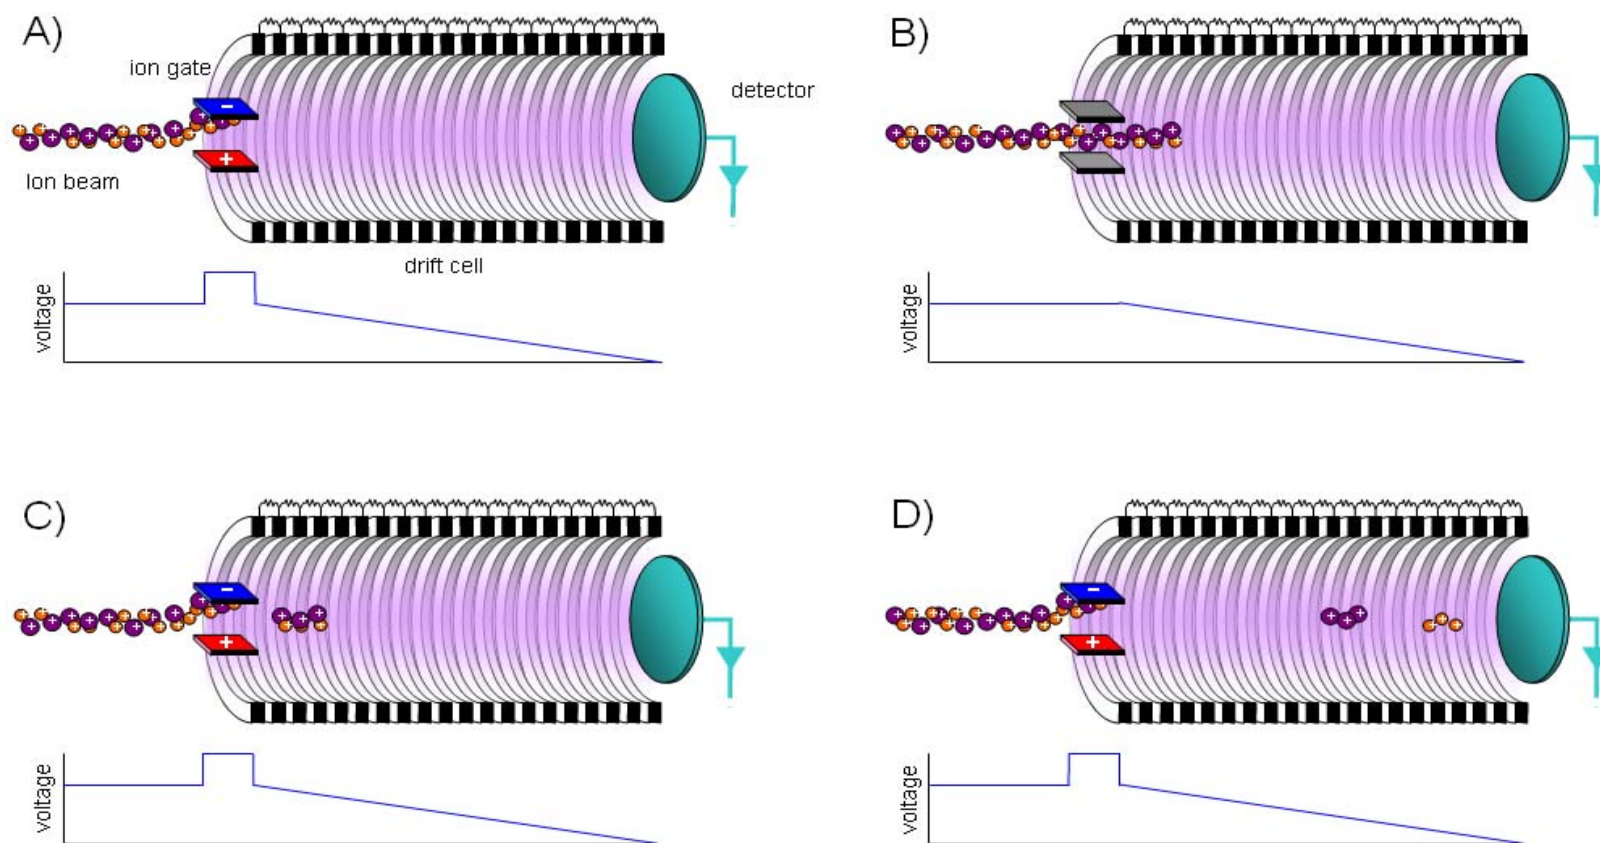 A)
ion gate
Ion beam
detector
drift cell
voltage
B)
voltage
C)
voltage
D)
voltage